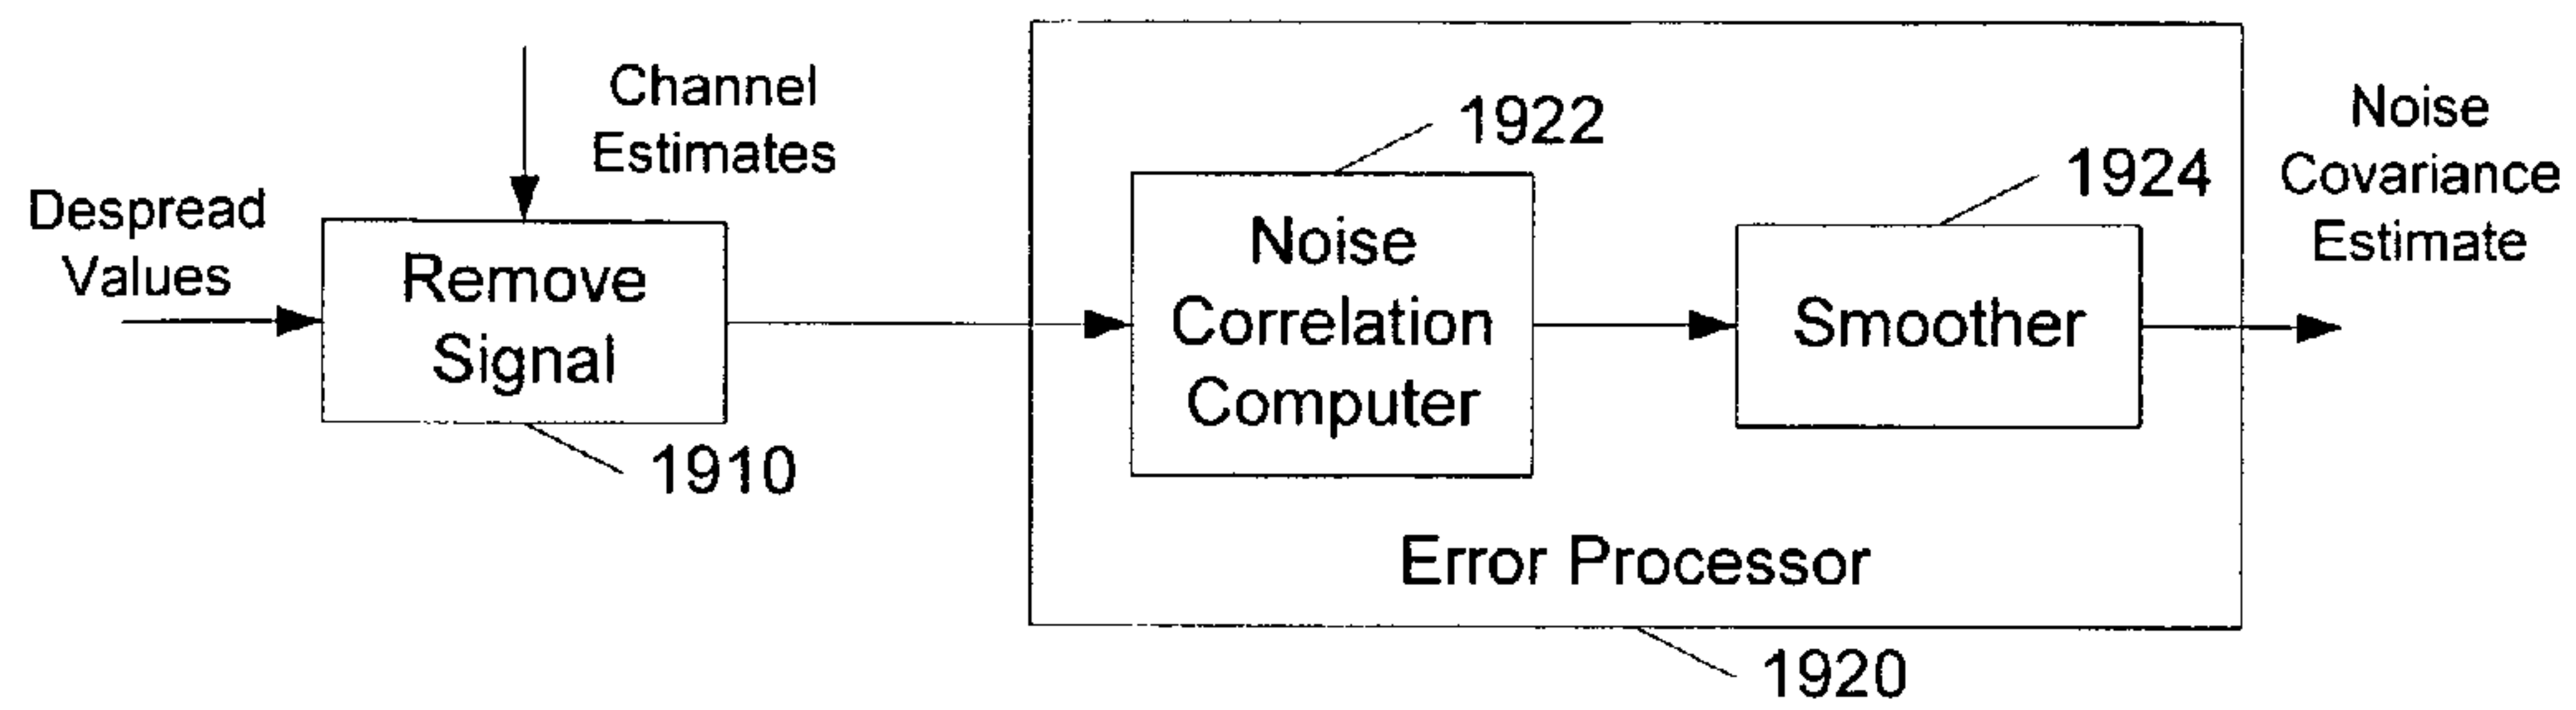 Channel
Estimates
Despread
Values
Remove
Signal
1910
1922
Noise
Correlation
Computer
1924
Smoother
Error Processor
1920
Noise
Covariance
Estimate